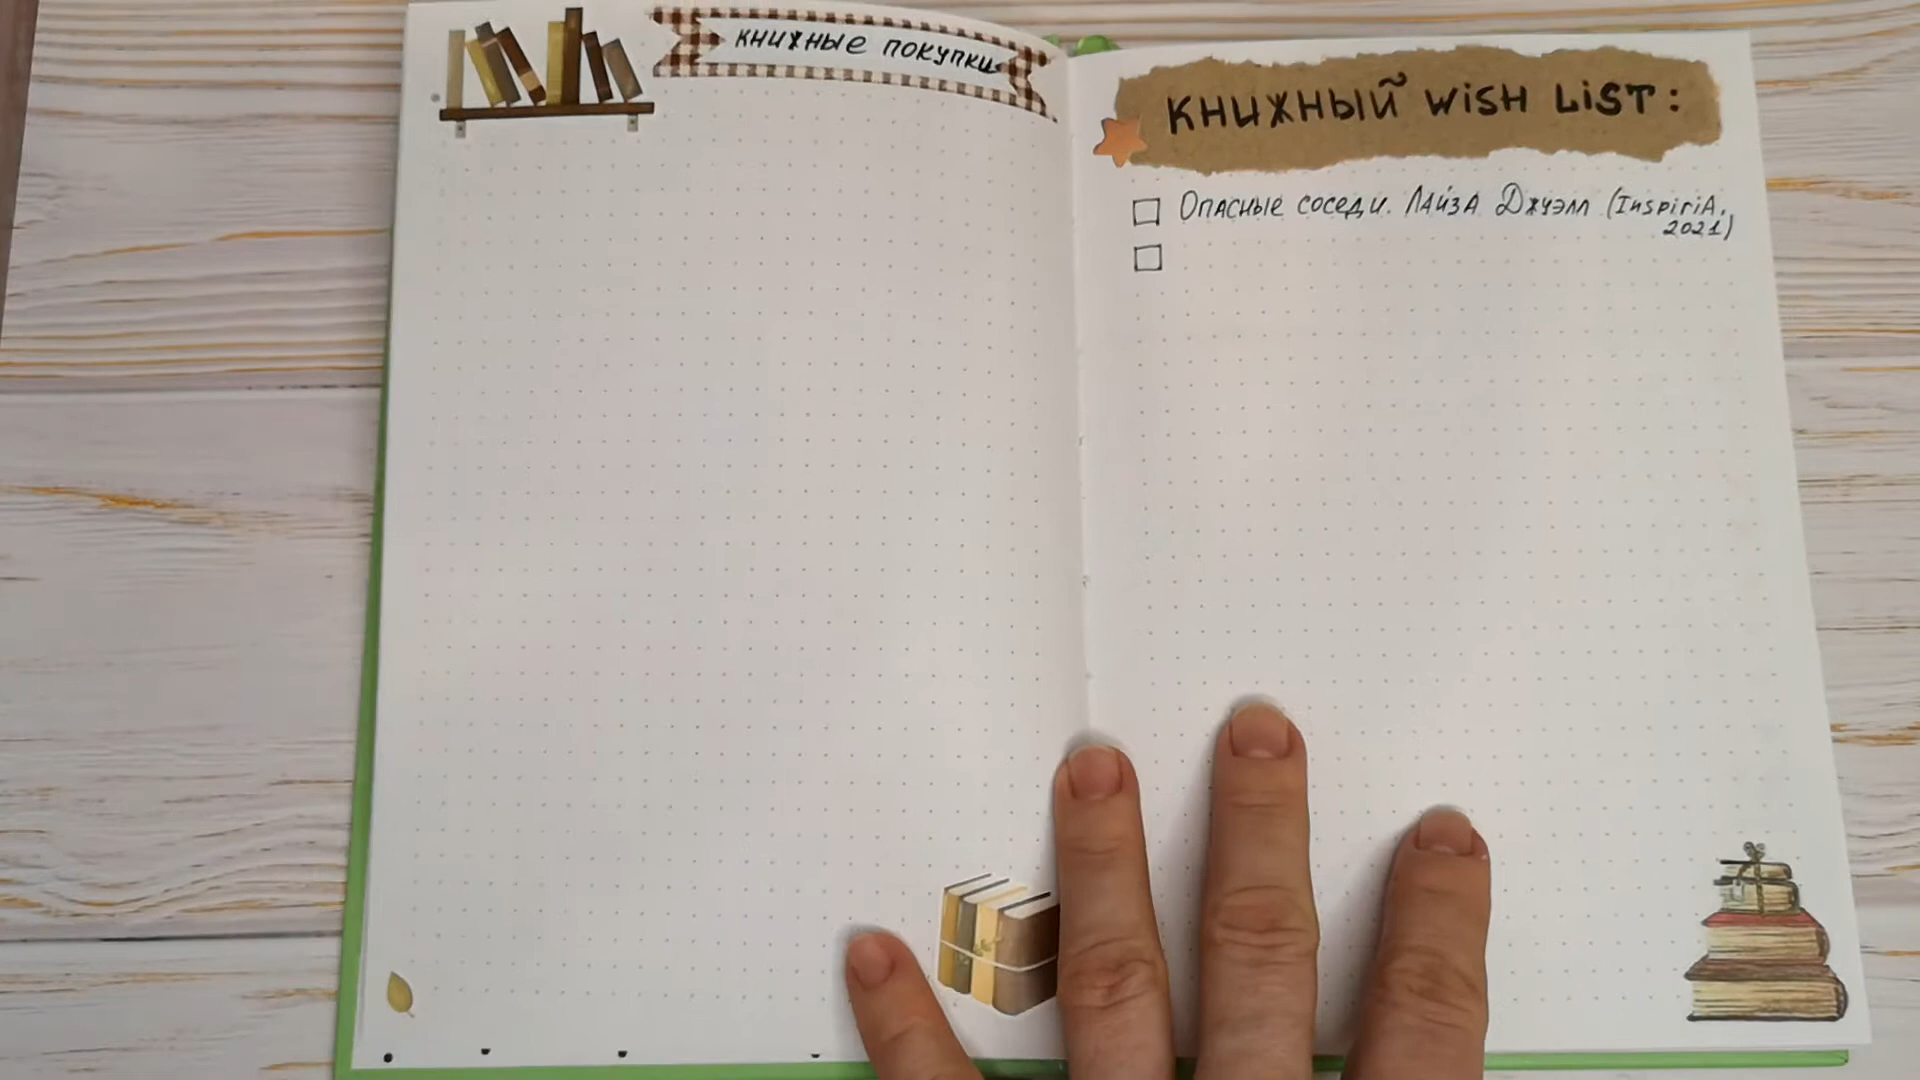 книжные покупки
книжный wish list:
Опасные соседи. Лайза Джуэлл (Inspiria,
2021)